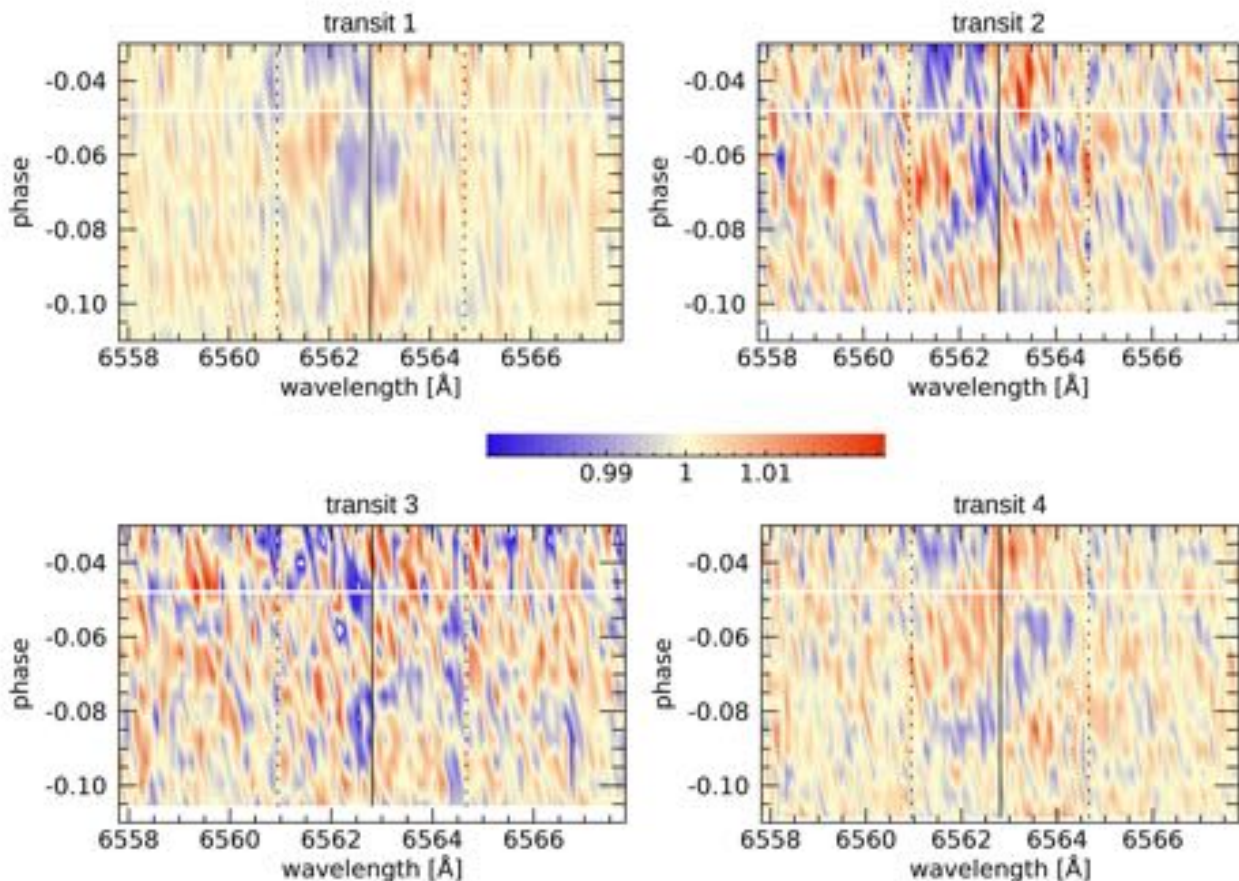 transit 1
transit 2
phase
-0.04
-0.06
-0.08
-0.10
6558 6560 6562 6564 6566
wavelength [Å]
phase
-0.04
-0.06
-0.08
-0.10
6558 6560 6562 6564 6566
wavelength [Å]
0.99 1 1.01
transit 3
transit 4
phase
-0.04
-0.06
-0.08
-0.10
6558 6560 6562 6564 6566
wavelength [Å]
phase
-0.04
-0.06
-0.08
-0.10
6558 6560 6562 6564 6566
wavelength [Å]